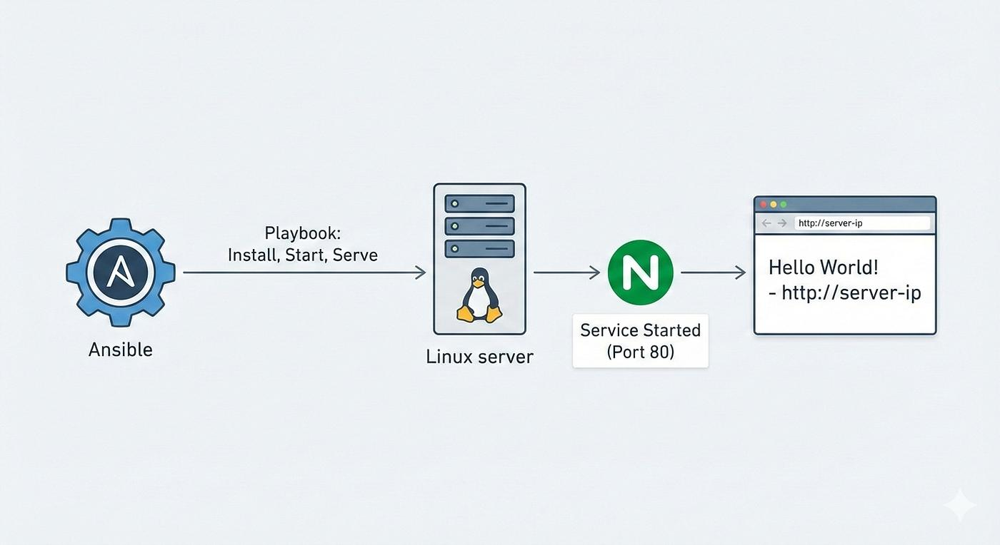 Ansible
Playbook:
Install, Start, Serve
Linux server
N
Service Started
(Port 80)
http://server-ip
Hello World!
- http://server-ip